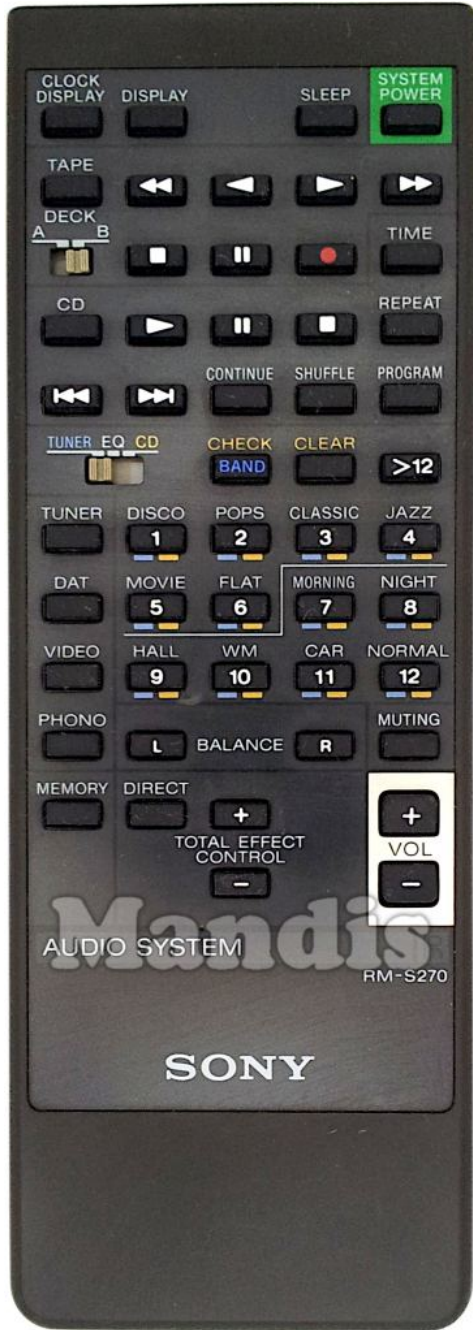 CLOCK SYSTEM
DISPLAY DISPLAY SLEEP POWER
TAPE
DECK
A B TIME
CD REPEAT
CONTINUE SHUFFLE PROGRAM
TUNER EQ CD CHECK CLEAR
BAND >12
TUNER DISCO POPS CLASSIC JAZZ
1 2 3 4
DAT MOVIE FLAT MORNING NIGHT
5 6 7 8
VIDEO HALL WM CAR NORMAL
9 10 11 12
PHONO MUTING
L BALANCE R
MEMORY DIRECT
+ +
TOTAL EFFECT VOL
CONTROL
- -
Mandis
AUDIO SYSTEM
RM-S270
SONY